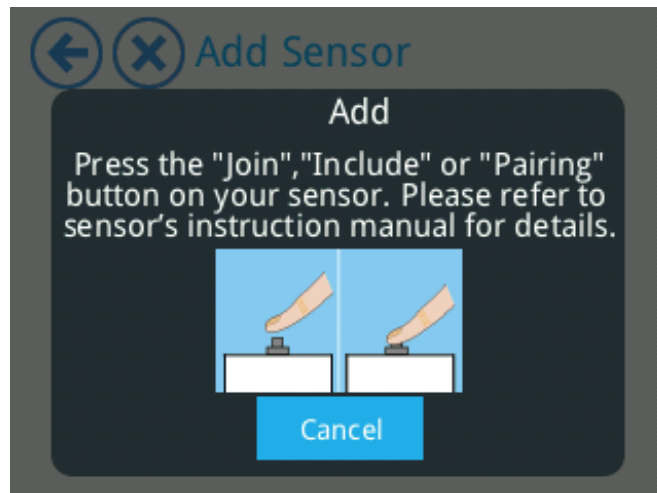 Add Sensor
Add
Press the "Join","Include" or "Pairing"
button on your sensor. Please refer to
sensor's instruction manual for details.
Cancel